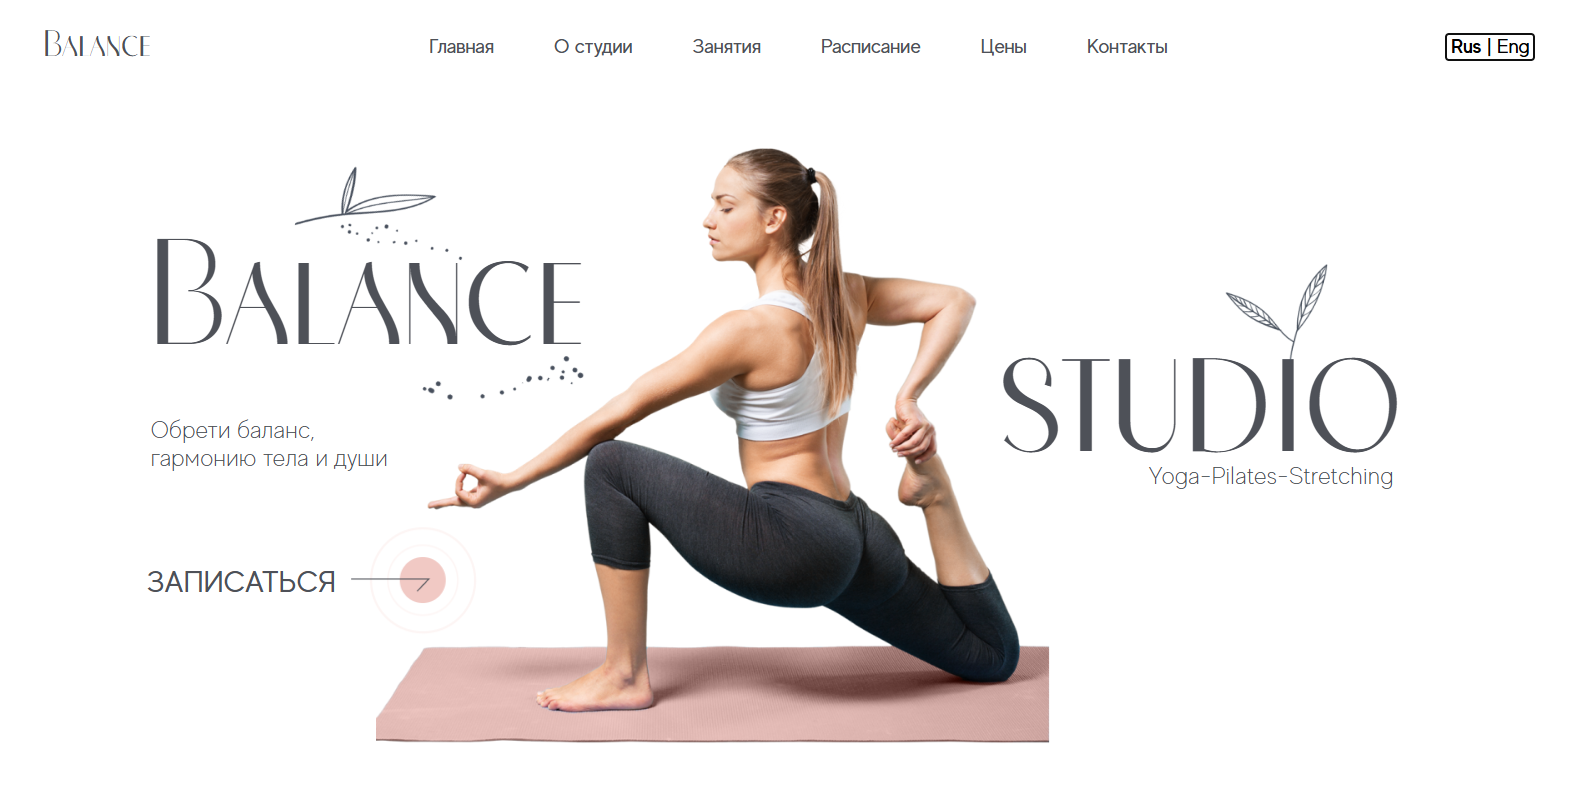 BALANCE
Главная
О студии
Занятия
Расписание
Цены
Контакты
Rus | Eng
BALANCE
STUDIO
Обрети баланс,
гармонию тела и души
Yoga-Pilates-Stretching
ЗАПИСАТЬСЯ